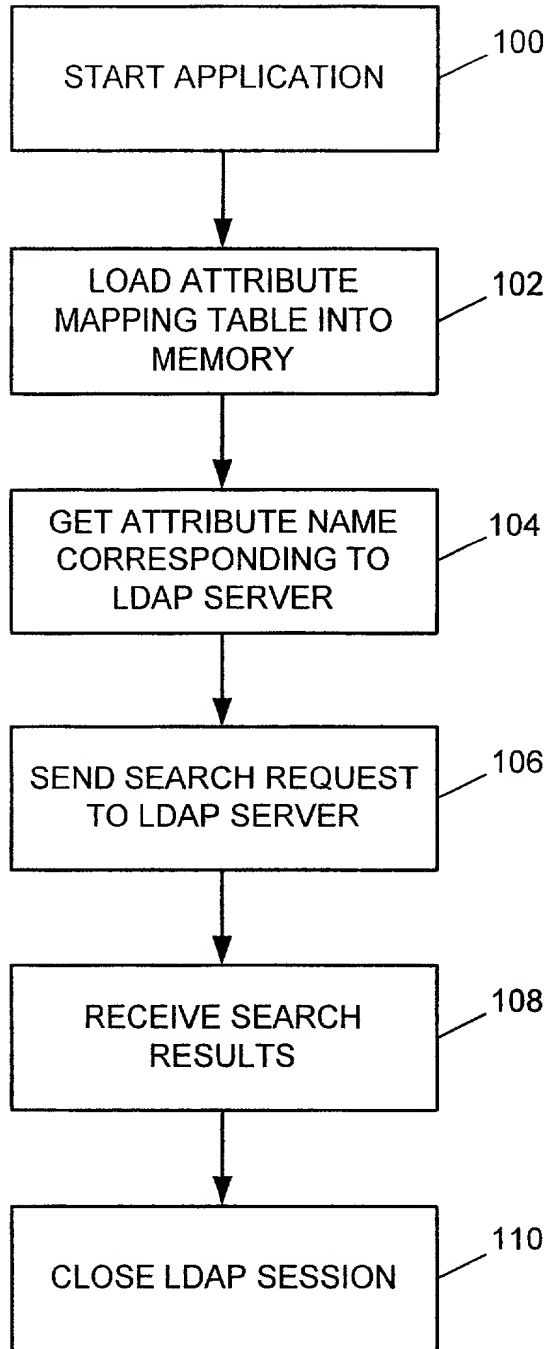 START APPLICATION
100
LOAD ATTRIBUTE
MAPPING TABLE INTO
MEMORY
102
GET ATTRIBUTE NAME
CORRESPONDING TO
LDAP SERVER
104
SEND SEARCH REQUEST
TO LDAP SERVER
106
RECEIVE SEARCH
RESULTS
108
CLOSE LDAP SESSION
110